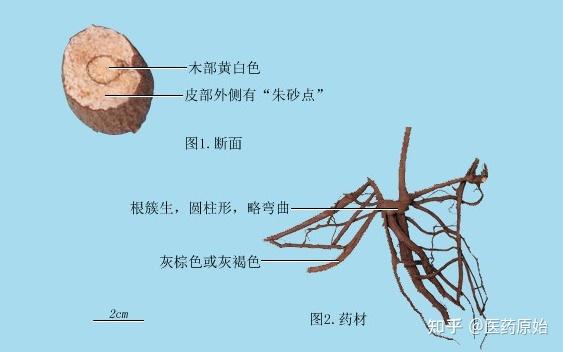 木部黄白色
皮部外侧有“朱砂点”
图1.断面
根簇生，圆柱形，略弯曲
灰棕色或灰褐色
2cm
图2.药材
知乎 @医药原始